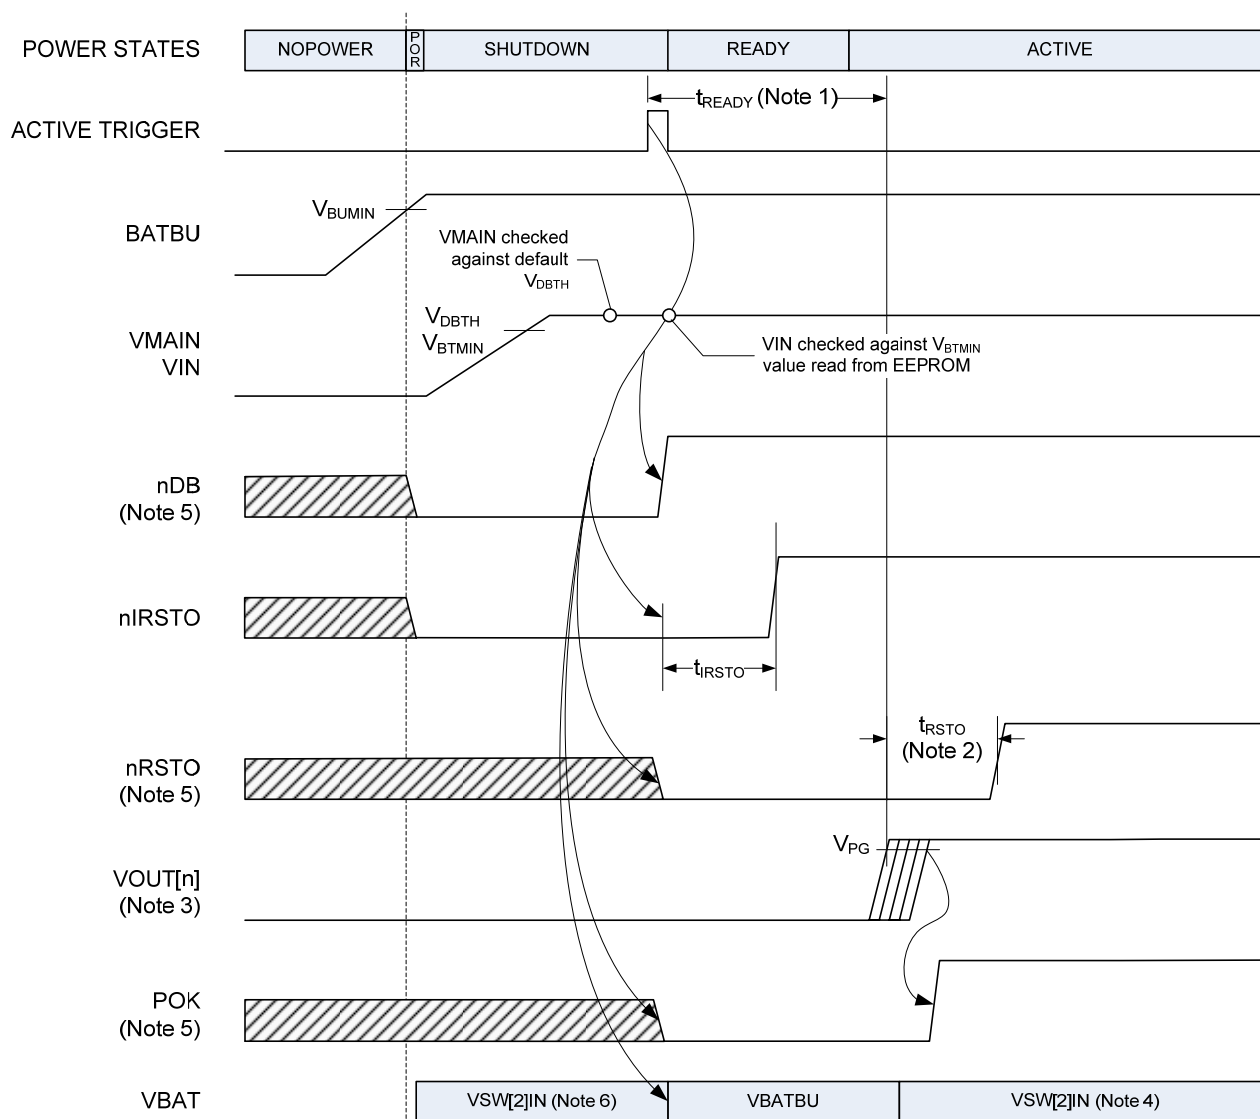 POWER STATES
NOPOWER
POR
SHUTDOWN
READY
ACTIVE
tREADY (Note 1)
ACTIVE TRIGGER
VBUMIN
BATBU
VMAIN checked
against default
VDBTH
VDBTH
VBTMIN
VMAIN
VIN
VIN checked against VBTMIN
value read from EEPROM
nDB
(Note 5)
nIRSTO
tIRSTO
tRSTO
(Note 2)
nRSTO
(Note 5)
VPG
VOUT[n]
(Note 3)
POK
(Note 5)
VBAT
VSW[2]IN (Note 6)
VBATBU
VSW[2]IN (Note 4)